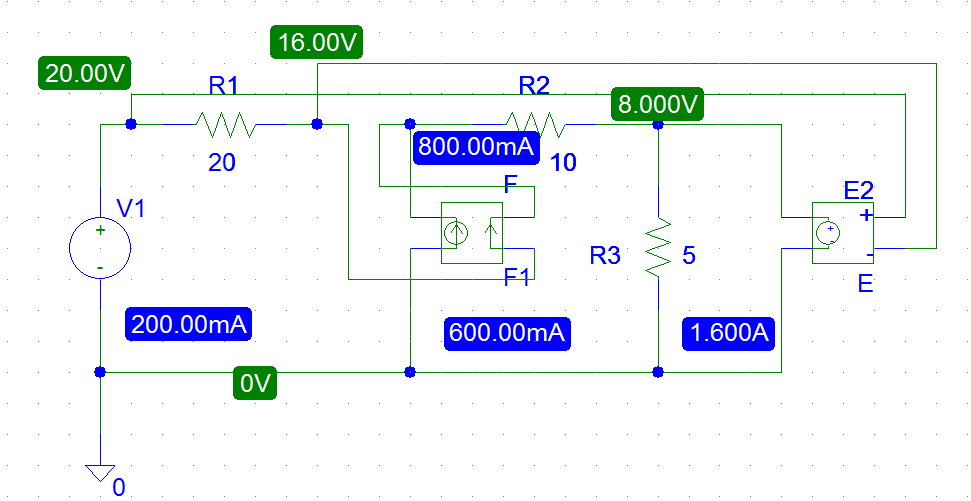 16.00V
20.00V
R1
R2
8.000V
800.00mA
20
10
F
E2
V1
+
+
+
-
-
-
R3
5
F1
E
200.00mA
600.00mA
1.600A
0V
0